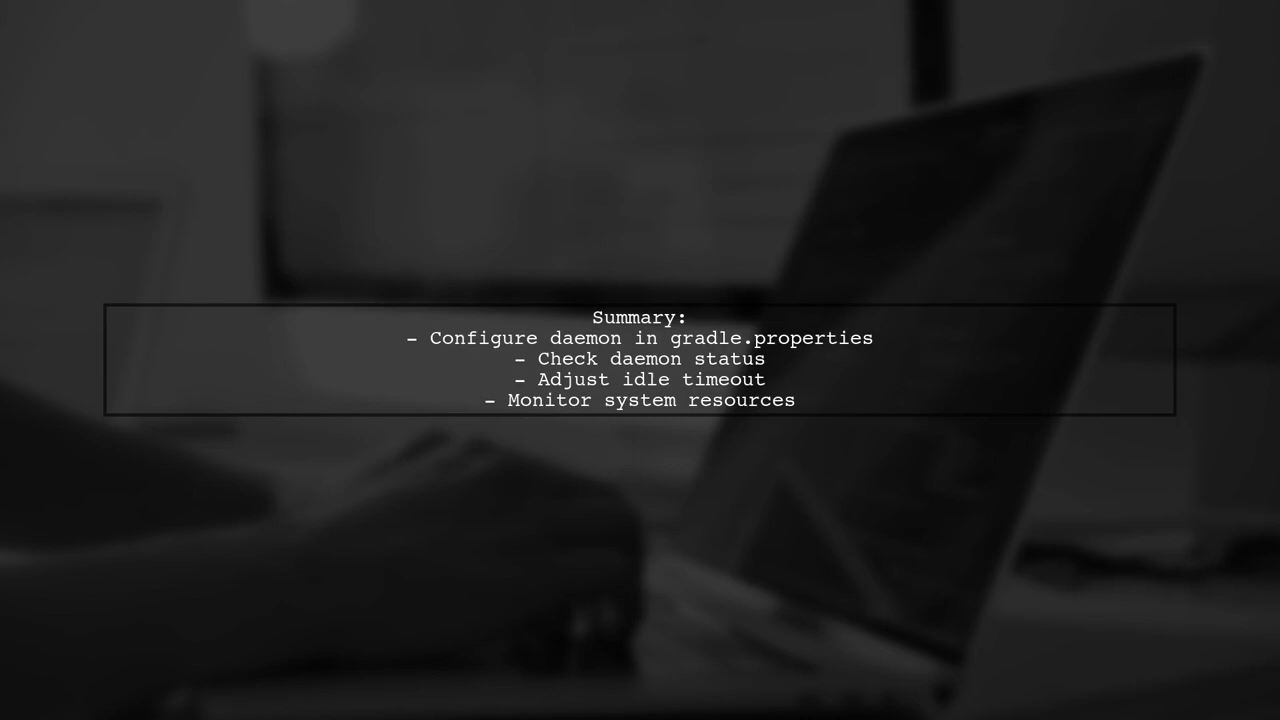 Summary:
- Configure daemon in gradle.properties
- Check daemon status
- Adjust idle timeout
- Monitor system resources